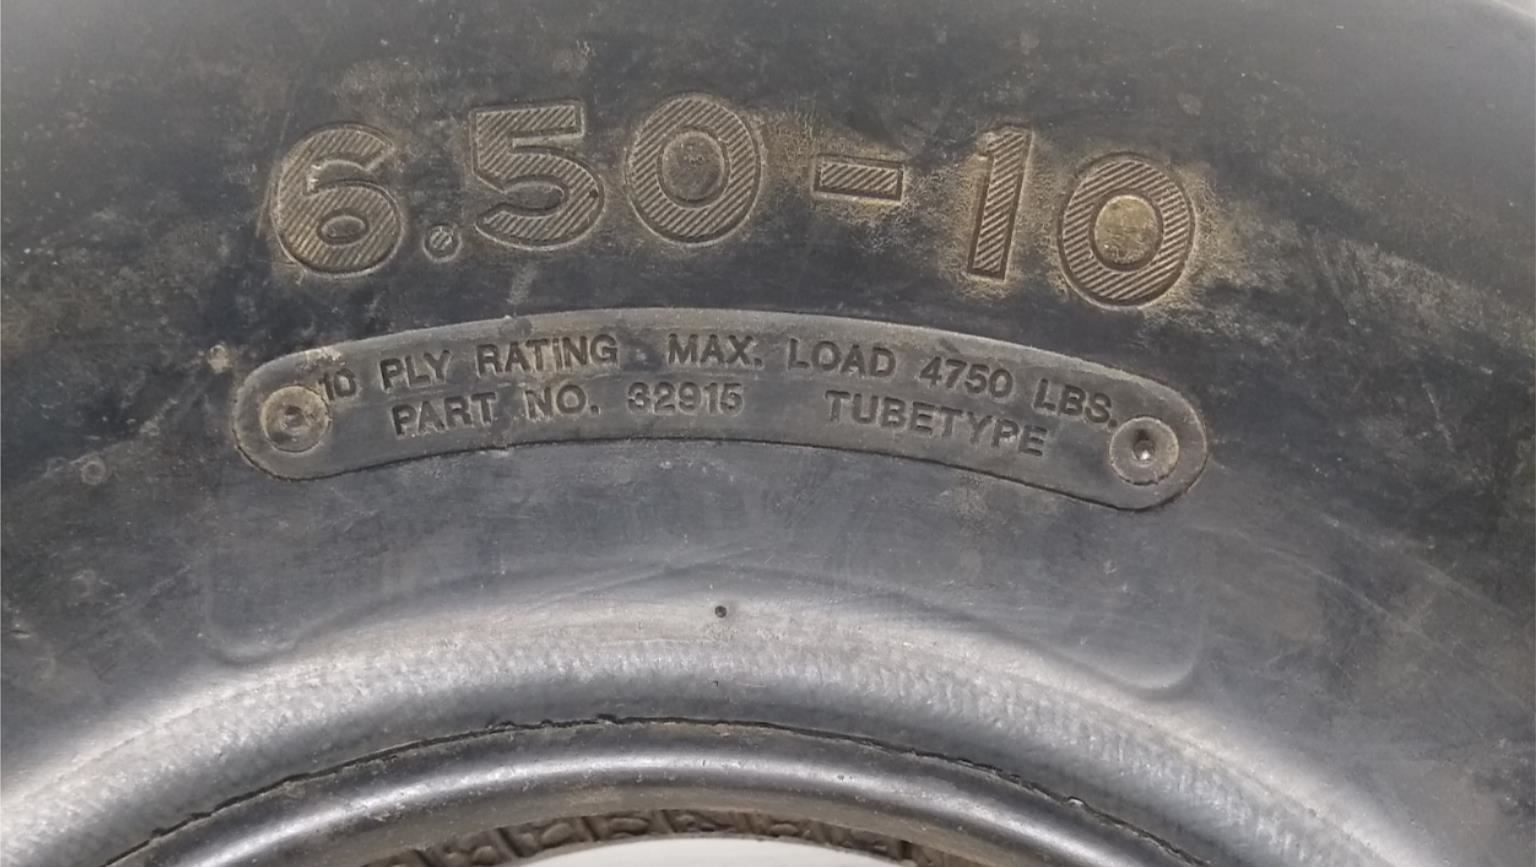 6.50-10
10 PLY RATING MAX. LOAD 4750 LBS.
PART NO. 32915 TUBETYPE